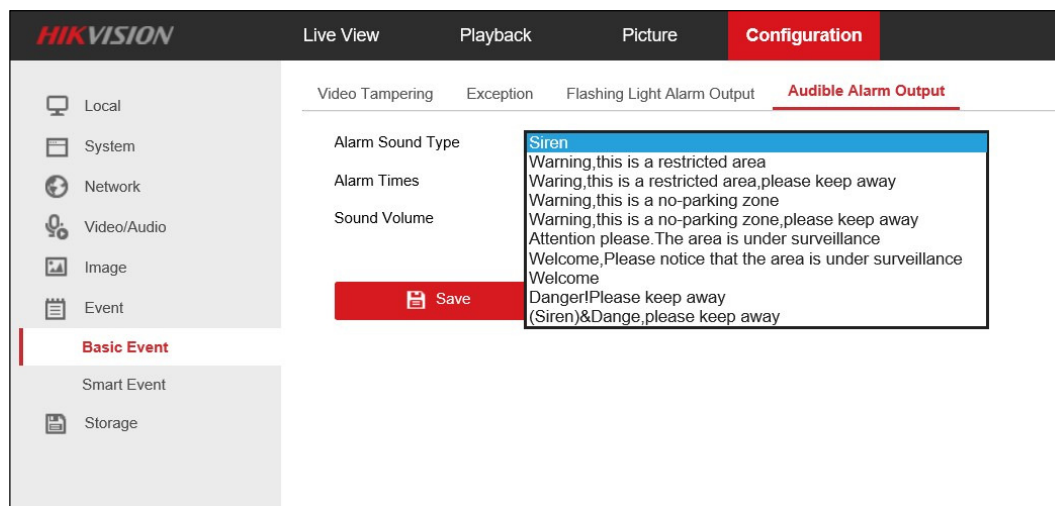 HIKVISION
Live View Playback Picture Configuration
Local
System
Network
Video/Audio
Image
Event
Basic Event
Smart Event
Storage
Video Tampering Exception Flashing Light Alarm Output Audible Alarm Output
Alarm Sound Type
Alarm Times
Sound Volume
Siren
Warning,this is a restricted area
Waring,this is a restricted area,please keep away
Warning,this is a no-parking zone
Warning,this is a no-parking zone,please keep away
Attention please.The area is under surveillance
Welcome,Please notice that the area is under surveillance
Welcome
Danger!Please keep away
(Siren)&Dange,please keep away
Save